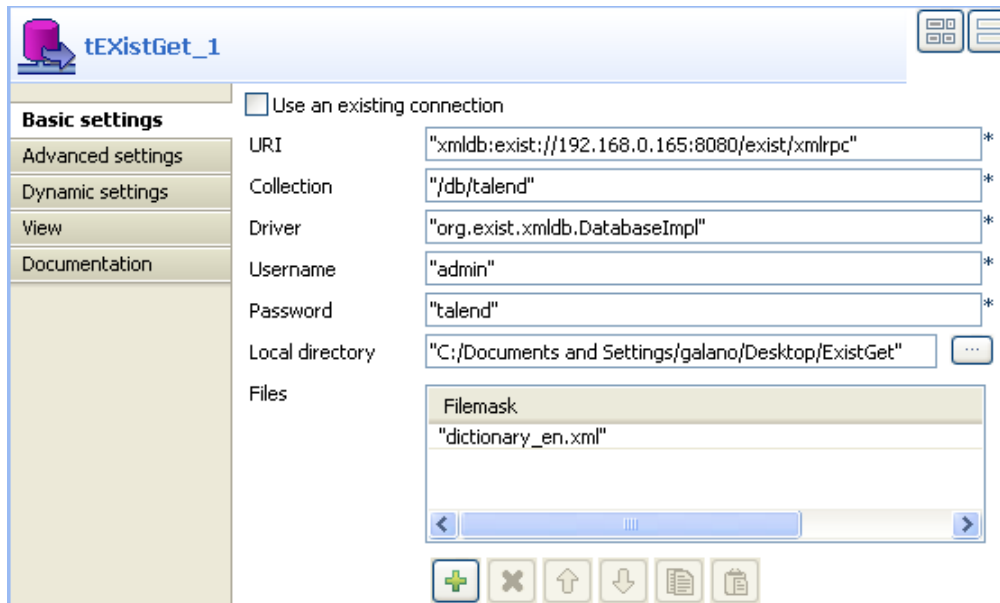 tEXistGet_1
Basic settings
Advanced settings
Dynamic settings
View
Documentation
Use an existing connection
URI "xmldb:exist://192.168.0.165:8080/exist/xmlrpc" *
Collection "/db/talend" *
Driver "org.exist.xmldb.DatabaseImpl" *
Username "admin" *
Password "talend" *
Local directory "C:/Documents and Settings/galano/Desktop/ExistGet" ...
Files
Filemask
"dictionary_en.xml"